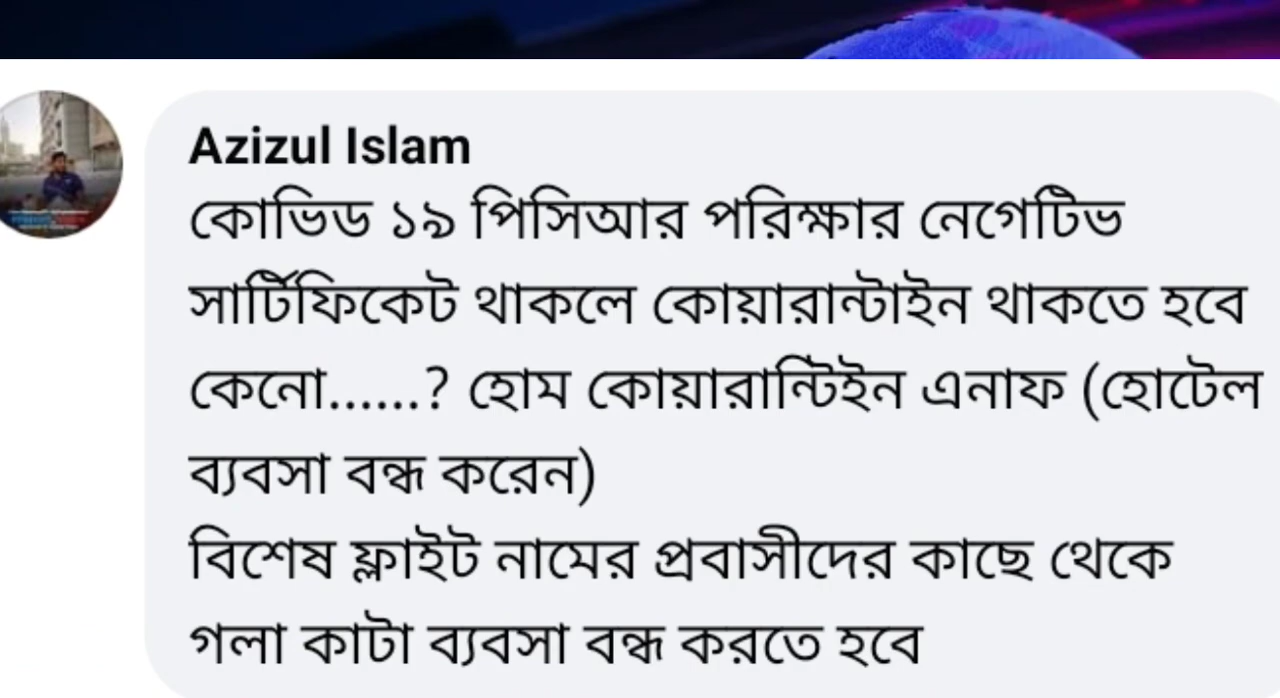 Azizul Islam
কোভিড ১৯ পিসিআর পরিক্ষার নেগেটিভ
সার্টিফিকেট থাকলে কোয়ারান্টাইন থাকতে হবে
কেনো......? হোম কোয়ারান্টিইন এনাফ (হোটেল
ব্যবসা বন্ধ করেন)
বিশেষ ফ্লাইট নামের প্রবাসীদের কাছে থেকে
গলা কাটা ব্যবসা বন্ধ করতে হবে